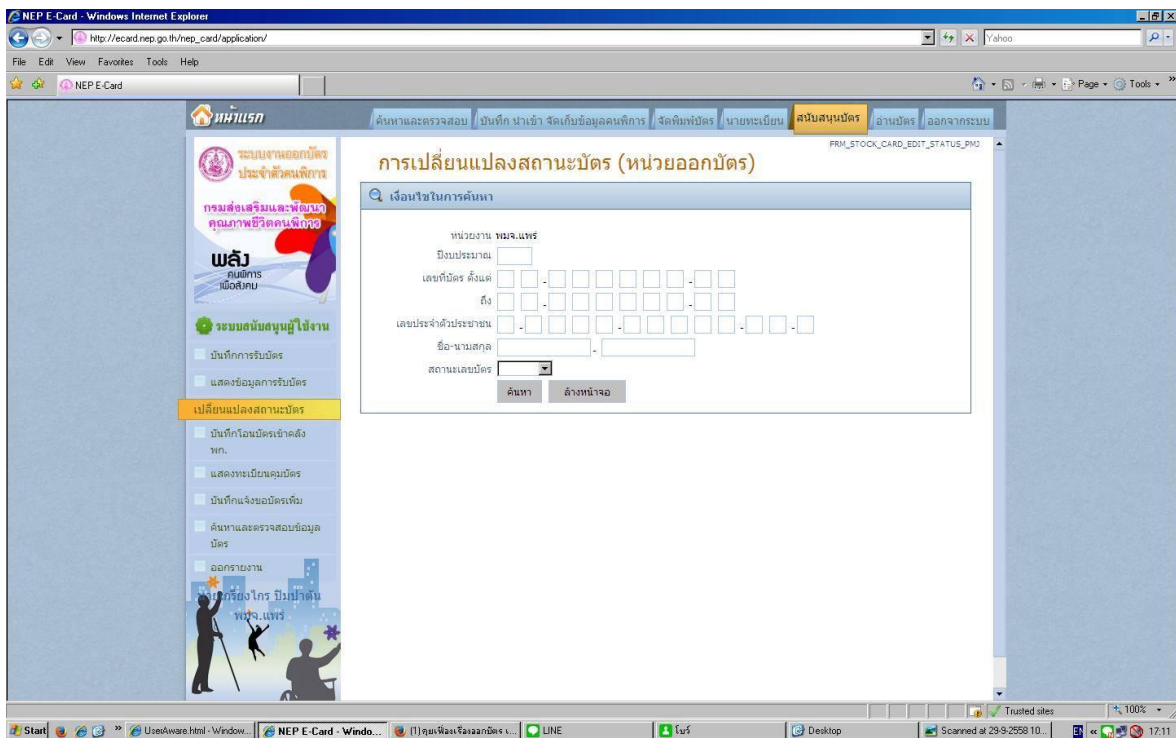 NEP E-Card - Windows Internet Explorer
http://ecard.nep.go.th/nep_card/application/
Yahoo
File Edit View Favorites Tools Help
NEP E-Card
Page Tools
หน้าแรก
ค้นหาและตรวจสอบ
บันทึก นำเข้า จัดเก็บข้อมูลคนพิการ
จัดพิมพ์บัตร
นายทะเบียน
สนับสนุนบัตร
อ่านบัตร
ออกจากระบบ
FRM_STOCK_CARD_EDIT_STATUS_PMJ
ระบบงานออกบัตร
ประจำตัวคนพิการ
กรมส่งเสริมและพัฒนา
คุณภาพชีวิตคนพิการ
พลัง
คนพิการ
เพื่อสังคม
ระบบสนับสนุนผู้ใช้งาน
บันทึกการรับบัตร
แสดงข้อมูลการรับบัตร
เปลี่ยนแปลงสถานะบัตร
บันทึกโอนบัตรเข้าคลัง
พก.
แสดงทะเบียนคุมบัตร
บันทึกแจ้งขอบัตรเพิ่ม
ค้นหาและตรวจสอบข้อมูล
บัตร
ออกรายงาน
พมจ.แพร่
การเปลี่ยนแปลงสถานะบัตร (หน่วยออกบัตร)
เงื่อนไขในการค้นหา
หน่วยงาน พมจ.แพร่
ปีงบประมาณ
เลขที่บัตร ตั้งแต่
ถึง
เลขประจำตัวประชาชน
ชื่อ-นามสกุล
สถานะเลขบัตร
ค้นหา
ล้างหน้าจอ
Trusted sites
100%
Start
UserAware.html - Window...
NEP E-Card - Windo...
LINE
โบว์
Desktop
Scanned at 29-9-2558 10...
EN
17:11